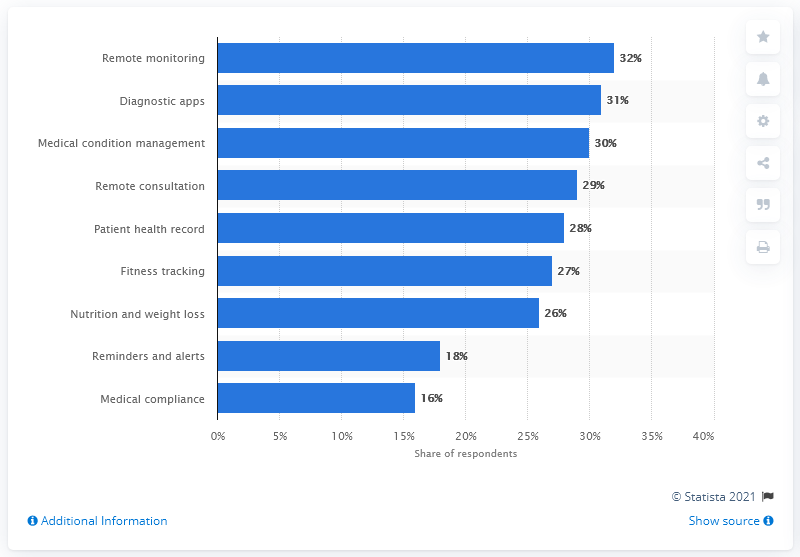 Remote monitoring 32%
Diagnostic apps 31%
Medical condition management 30%
Remote consultation 29%
Patient health record 28%
Fitness tracking 27%
Nutrition and weight loss 26%
Reminders and alerts 18%
Medical compliance 16%
0% 5% 10% 15% 20% 25% 30% 35% 40%
Share of respondents
© Statista 2021
Additional Information Show source